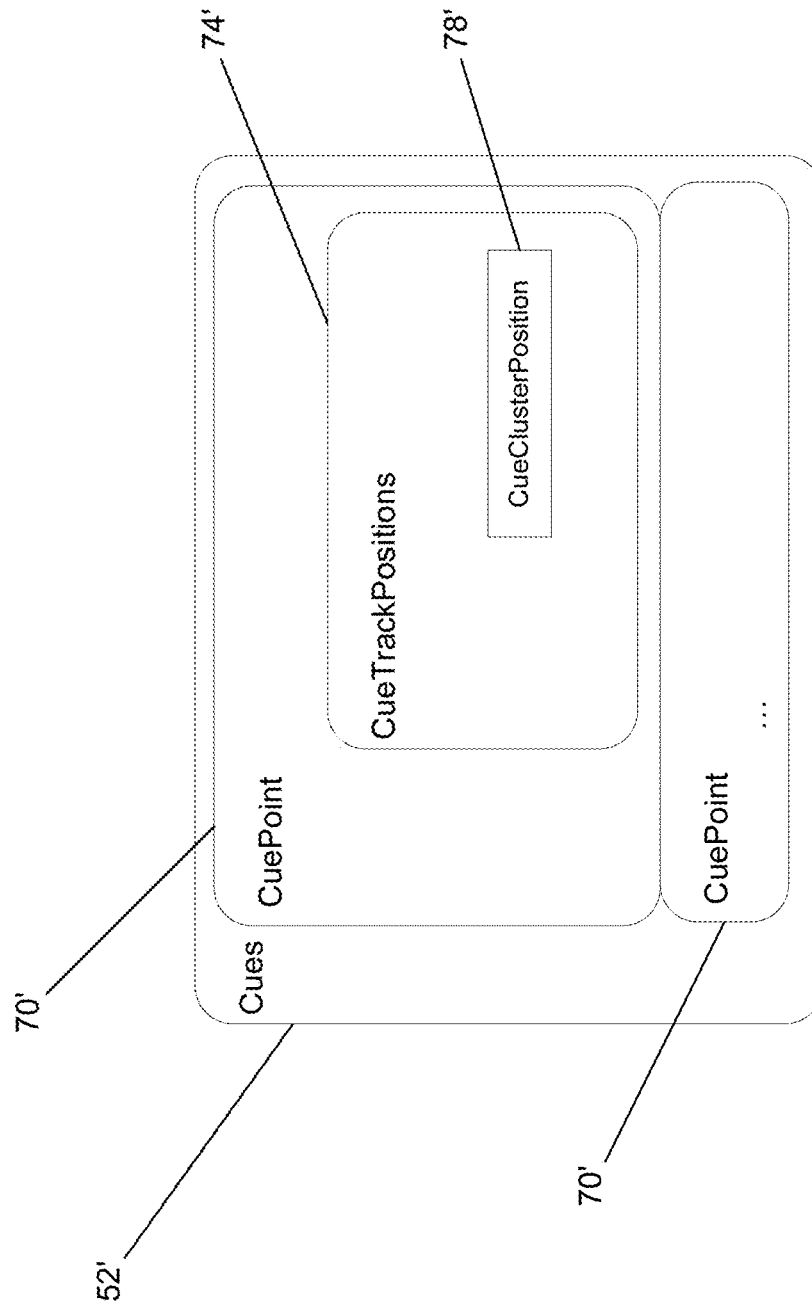 70'
52'
Cues
CuePoint
74'
CueTrackPositions
78'
CueClusterPosition
70'
CuePoint
...